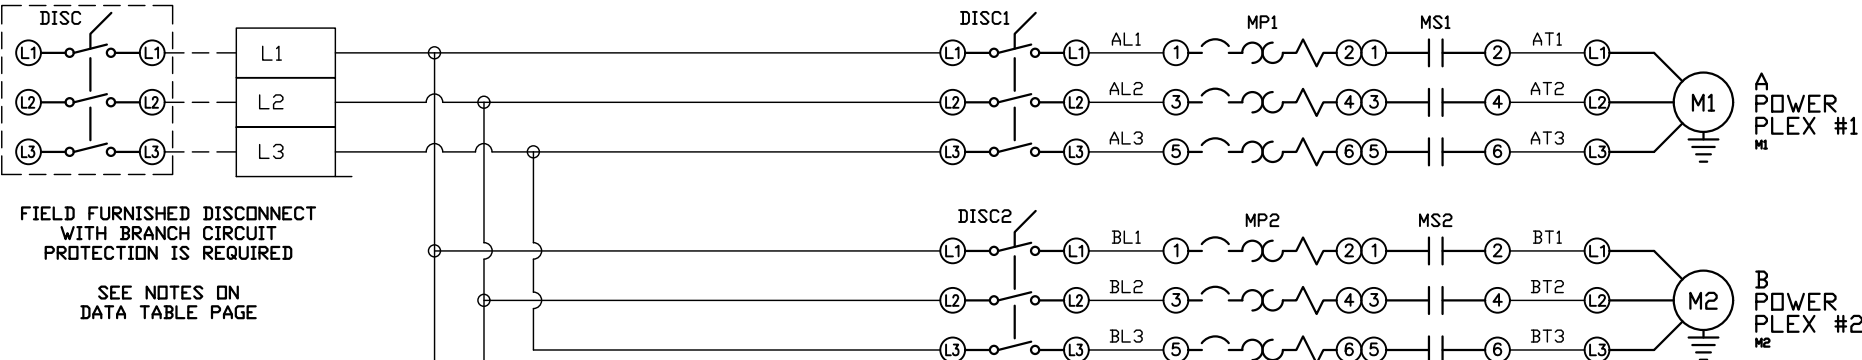 DISC DISC1 MP1 MS1
L1 L1 L1 L1 L1 AL1 1 2 1 2 AT1 L1
L2 L2 L2 L2 L2 AL2 3 4 3 4 AT2 L2 M1
L3 L3 L3 L3 L3 AL3 5 6 5 6 AT3 L3
A
POWER
PLEX #1
M1
FIELD FURNISHED DISCONNECT
WITH BRANCH CIRCUIT
PROTECTION IS REQUIRED
SEE NOTES ON
DATA TABLE PAGE
DISC2 MP2 MS2
L1 L1 BL1 1 2 1 2 BT1 L1
L2 L2 BL2 3 4 3 4 BT2 L2 M2
L3 L3 BL3 5 6 5 6 BT3 L3
B
POWER
PLEX #2
M2